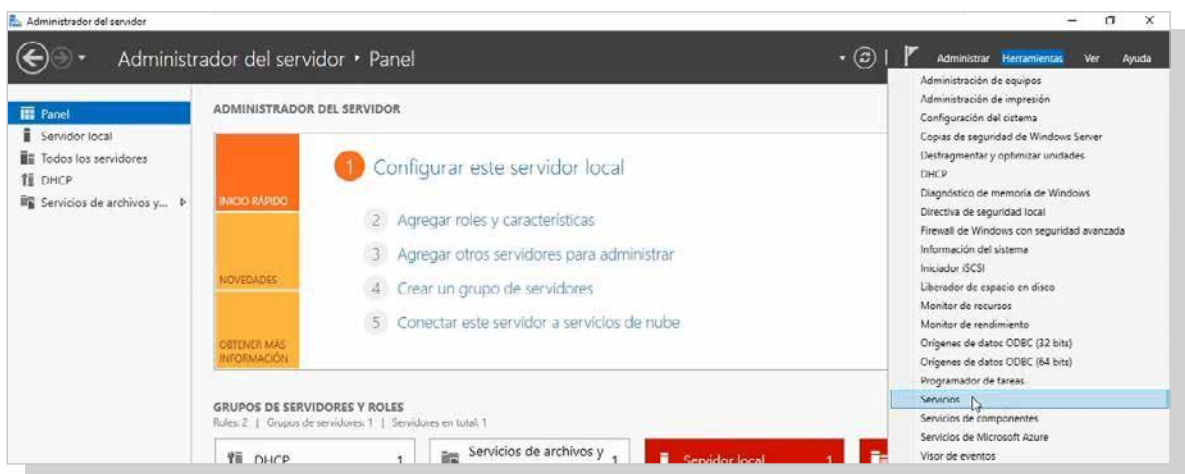 Administrador del servidor
Administrador del servidor • Panel
Administrar Herramientas Ver Ayuda
Panel
Servidor local
Todos los servidores
DHCP
Servicios de archivos y...
ADMINISTRADOR DEL SERVIDOR
INICIO RÁPIDO
NOVEDADES
OBTENER MÁS
INFORMACIÓN
1 Configurar este servidor local
2 Agregar roles y características
3 Agregar otros servidores para administrar
4 Crear un grupo de servidores
5 Conectar este servidor a servicios de nube
GRUPOS DE SERVIDORES Y ROLES
Roles: 2 | Grupos de servidores: 1 | Servidores en total: 1
DHCP 1
Servicios de archivos y 1
Servidor local 1
Administración de equipos
Administración de impresión
Configuración del sistema
Copias de seguridad de Windows Server
Desfragmentar y optimizar unidades
DHCP
Diagnóstico de memoria de Windows
Directiva de seguridad local
Firewall de Windows con seguridad avanzada
Información del sistema
Iniciador iSCSI
Liberador de espacio en disco
Monitor de recursos
Monitor de rendimiento
Orígenes de datos ODBC (32 bits)
Orígenes de datos ODBC (64 bits)
Programador de tareas
Servicios
Servicios de componentes
Servicios de Microsoft Azure
Visor de eventos